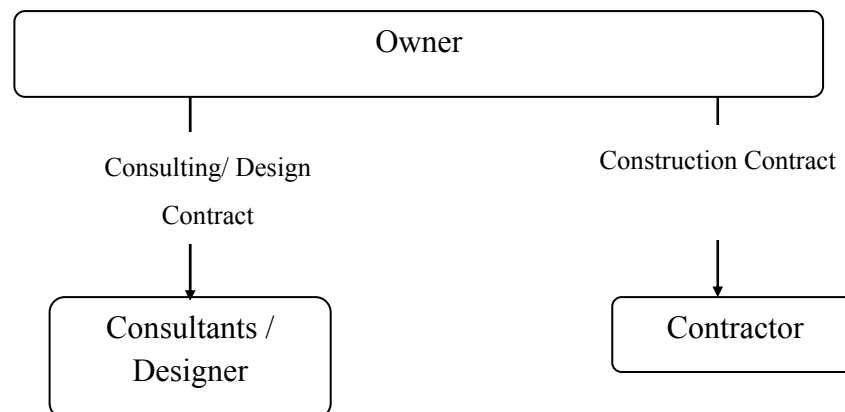 Owner
Consulting/ Design
Contract
Construction Contract
Consultants /
Designer
Contractor